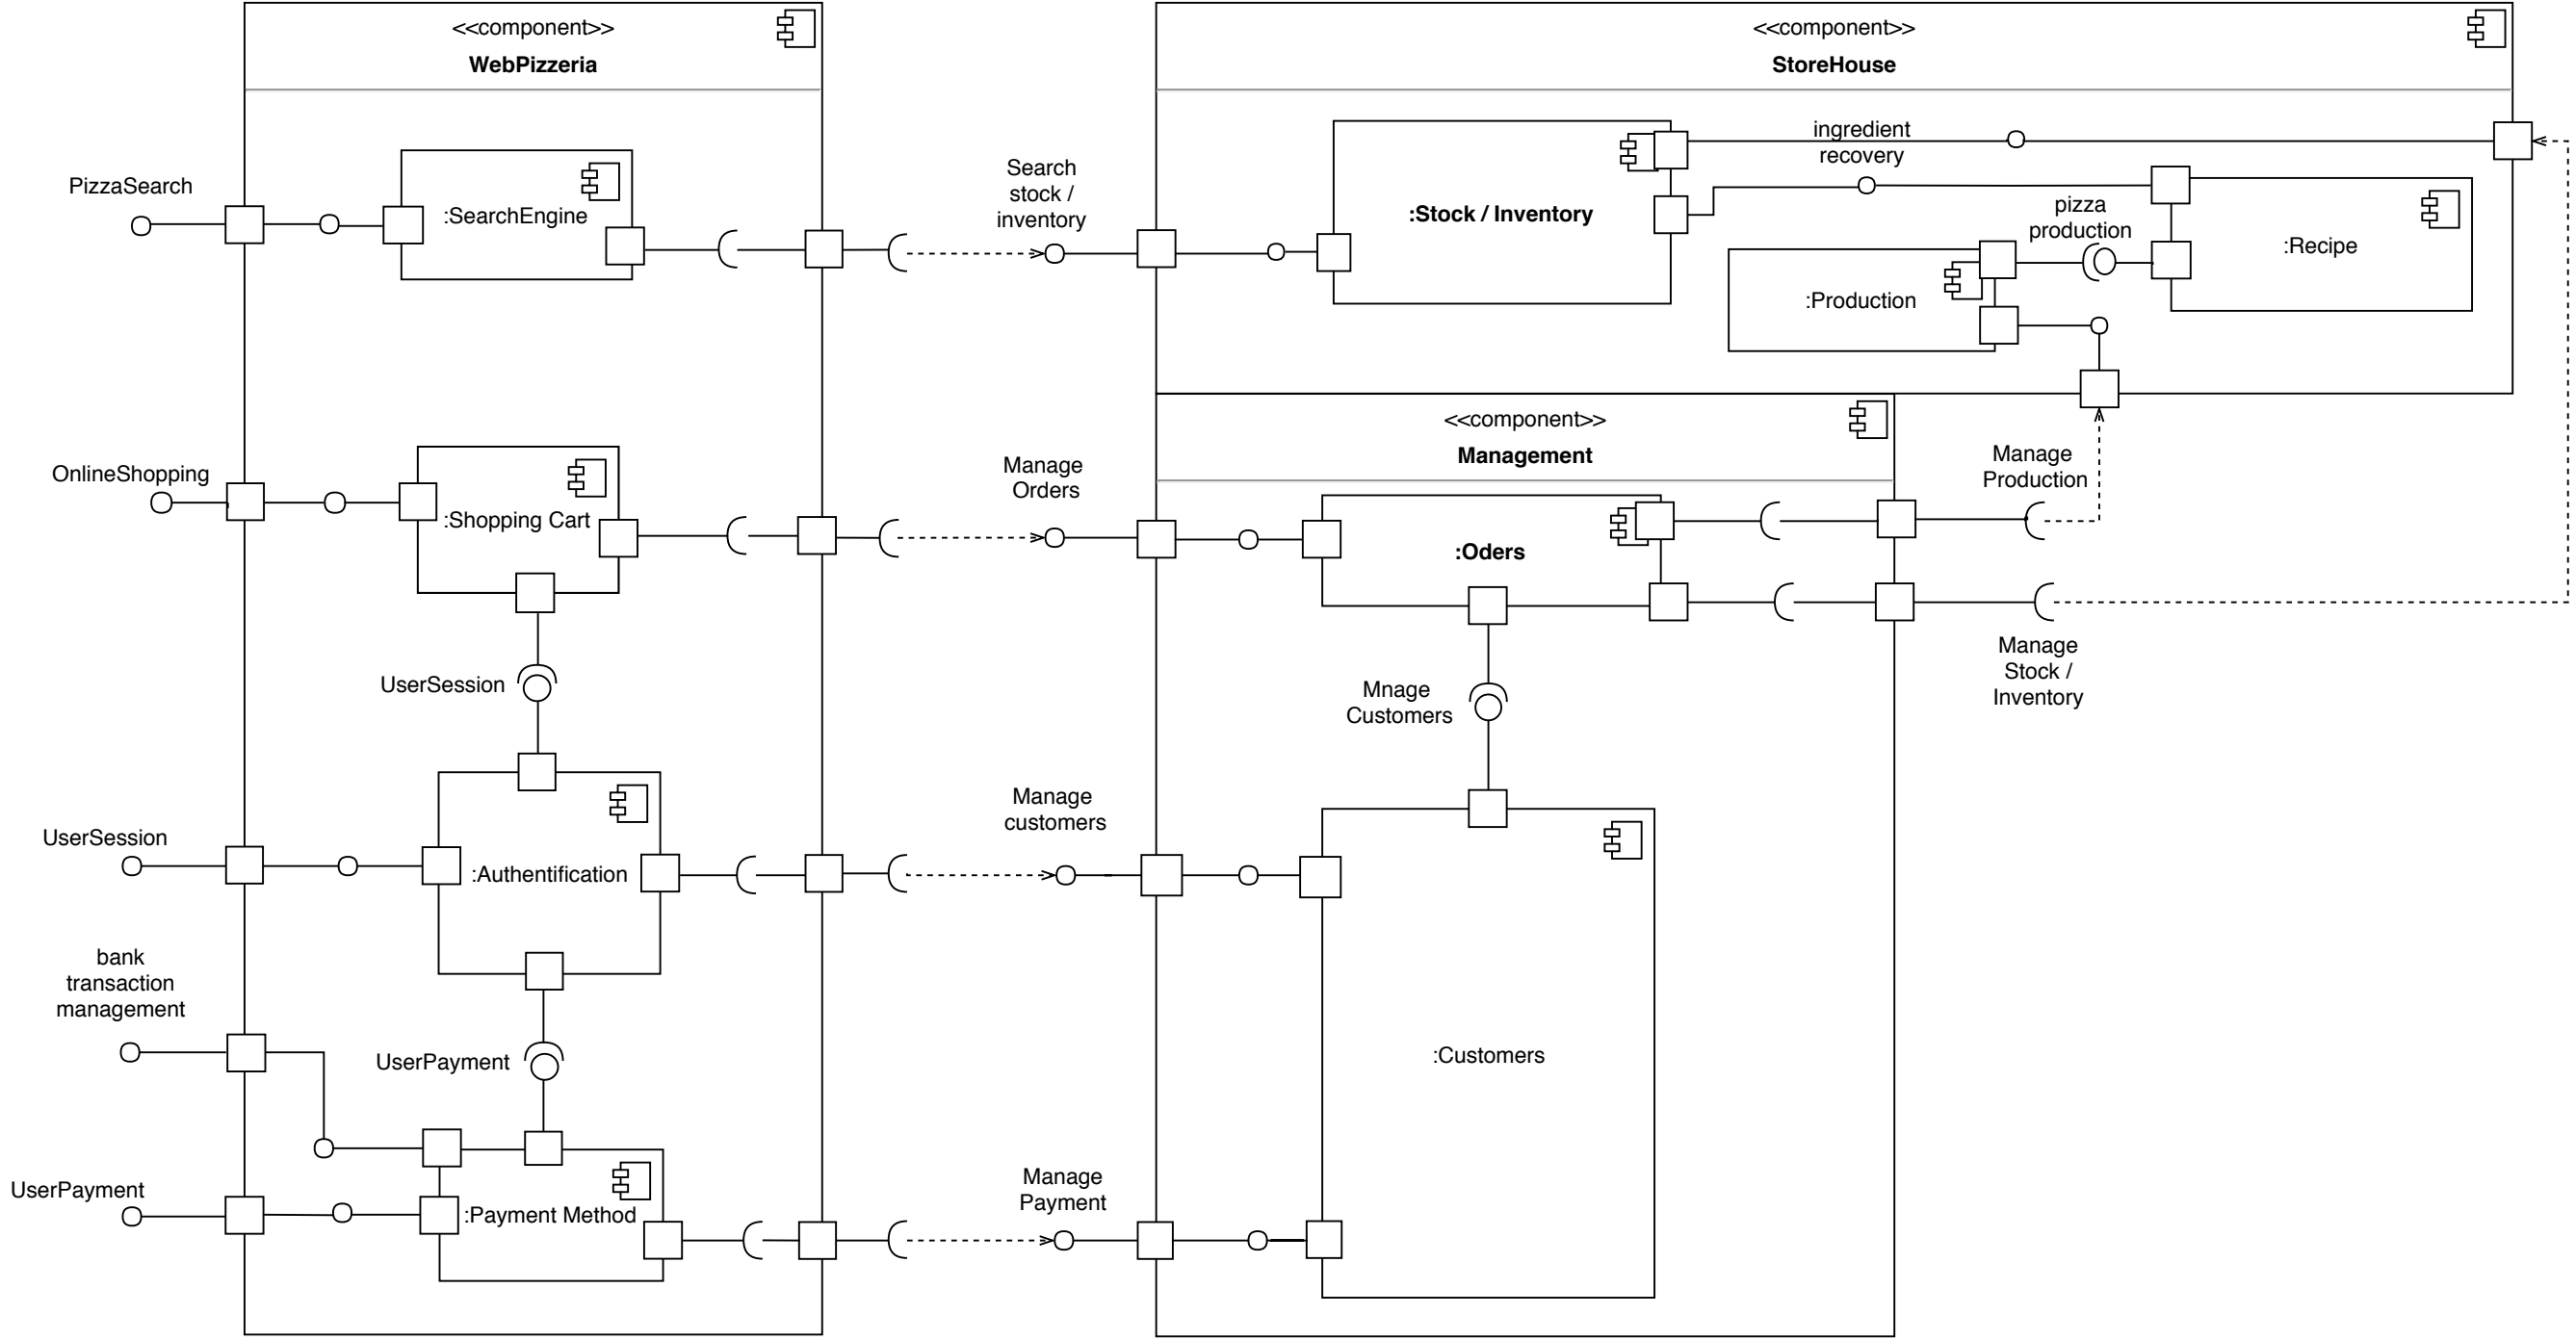 <<component>>
WebPizzeria
PizzaSearch
:SearchEngine
OnlineShopping
:Shopping Cart
UserSession
UserSession
:Authentification
bank
transaction
management
UserPayment
UserPayment
:Payment Method
Search
stock /
inventory
Manage
Orders
Manage
customers
Manage
Payment
<<component>>
StoreHouse
:Stock / Inventory
ingredient
recovery
pizza
production
:Recipe
:Production
<<component>>
Management
:Oders
Mnage
Customers
:Customers
Manage
Production
Manage
Stock /
Inventory